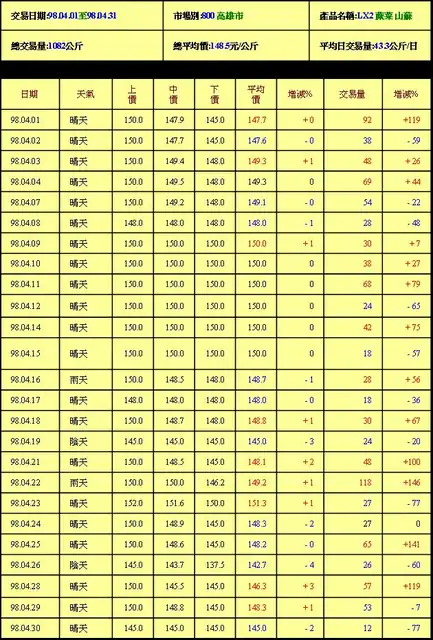 交易日期:98.04.01至98.04.31 市場別:800 高雄市 產品名稱:LX2 蕨菜 山蘇
總交易量:1082公斤 總平均價:148.5元/公斤 平均日交易量:43.3公斤/日
日期 天氣 上價 中價 下價 平均價 增減% 交易量 增減%
98.04.01 晴天 150.0 147.9 145.0 147.7 +0 92 +119
98.04.02 晴天 150.0 147.7 145.0 147.6 -0 38 -59
98.04.03 晴天 150.0 149.4 148.0 149.3 +1 48 +26
98.04.04 晴天 150.0 149.5 148.0 149.3 0 69 +44
98.04.07 晴天 150.0 149.2 148.0 149.1 -0 54 -22
98.04.08 晴天 148.0 148.0 148.0 148.0 -1 28 -48
98.04.09 晴天 150.0 150.0 150.0 150.0 +1 30 +7
98.04.10 晴天 150.0 150.0 150.0 150.0 0 38 +27
98.04.11 晴天 150.0 150.0 150.0 150.0 0 68 +79
98.04.12 晴天 150.0 150.0 150.0 150.0 0 24 -65
98.04.14 晴天 150.0 150.0 150.0 150.0 0 42 +75
98.04.15 晴天 150.0 150.0 150.0 150.0 0 18 -57
98.04.16 雨天 150.0 148.5 148.0 148.7 -1 28 +56
98.04.17 晴天 148.0 148.0 148.0 148.0 -0 18 -36
98.04.18 晴天 150.0 148.7 148.0 148.8 +1 30 +67
98.04.19 陰天 145.0 145.0 145.0 145.0 -3 24 -20
98.04.21 晴天 150.0 148.5 145.0 148.1 +2 48 +100
98.04.22 雨天 150.0 150.0 146.2 149.2 +1 118 +146
98.04.23 晴天 152.0 151.6 150.0 151.3 +1 27 -77
98.04.24 晴天 150.0 148.9 145.0 148.3 -2 27 0
98.04.25 晴天 150.0 148.6 145.0 148.2 -0 65 +141
98.04.26 陰天 145.0 143.7 137.5 142.7 -4 26 -60
98.04.28 晴天 150.0 145.5 145.0 146.3 +3 57 +119
98.04.29 晴天 150.0 148.8 145.0 148.3 +1 53 -7
98.04.30 晴天 145.0 145.0 145.0 145.0 -2 12 -77